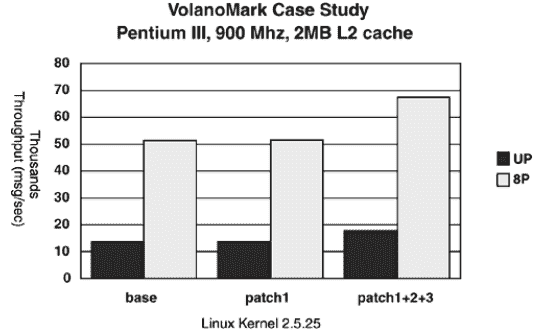 VolanoMark Case Study
Pentium III, 900 Mhz, 2MB L2 cache
Thousands
Throughput (msg/sec)
80
70
60
50
40
30
20
10
0
base
patch1
patch1+2+3
UP
8P
Linux Kernel 2.5.25